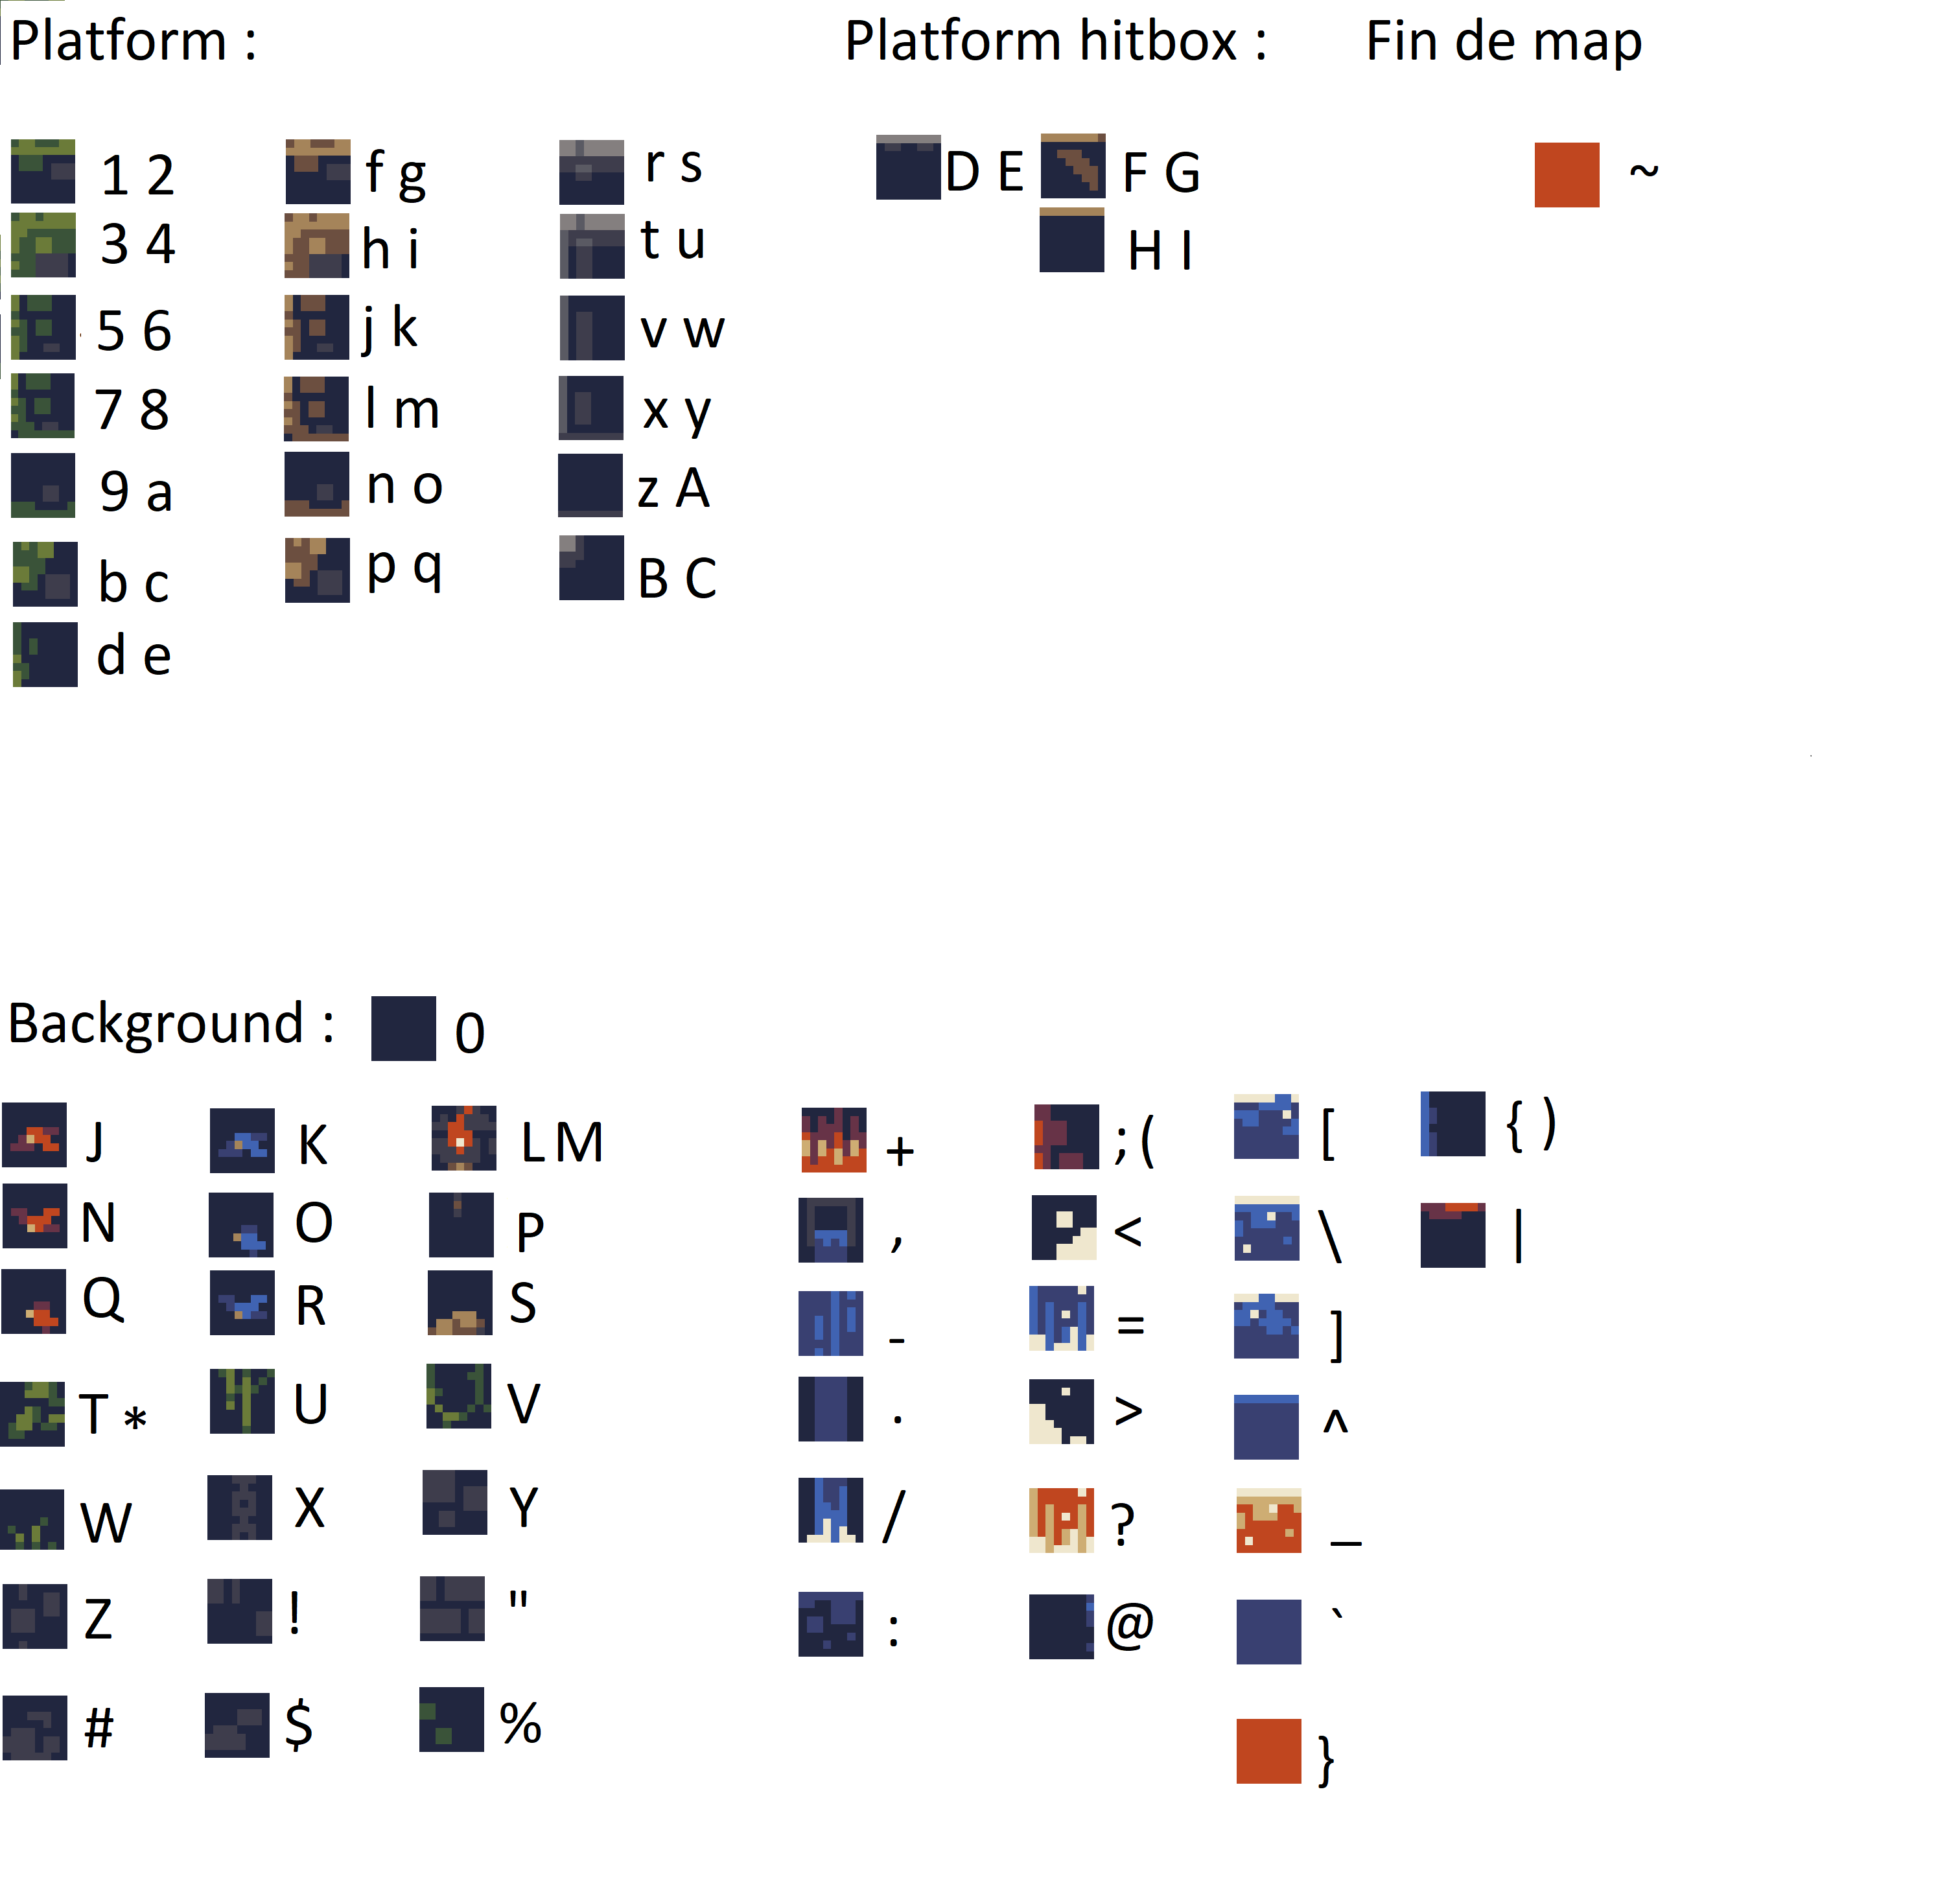 Platform : Platform hitbox : Fin de map
1 2 f g r s D E F G ~
3 4 h i t u H I
5 6 j k v w
7 8 l m x y
9 a n o z A
b c p q B C
d e
Background : 0
J K L M + ; ( [ { )
N O P , < \ |
Q R S - = ]
T * U V . > ^
W X Y / ? _
Z ! " : @ `
# $ % }